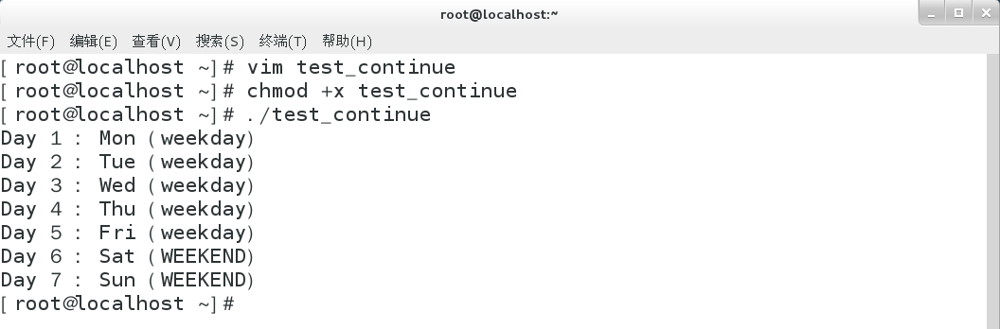 root@localhost:~
文件(F) 编辑(E) 查看(V) 搜索(S) 终端(T) 帮助(H)
[root@localhost ~]# vim test_continue
[root@localhost ~]# chmod +x test_continue
[root@localhost ~]# ./test_continue
Day 1 : Mon (weekday)
Day 2 : Tue (weekday)
Day 3 : Wed (weekday)
Day 4 : Thu (weekday)
Day 5 : Fri (weekday)
Day 6 : Sat (WEEKEND)
Day 7 : Sun (WEEKEND)
[root@localhost ~]#